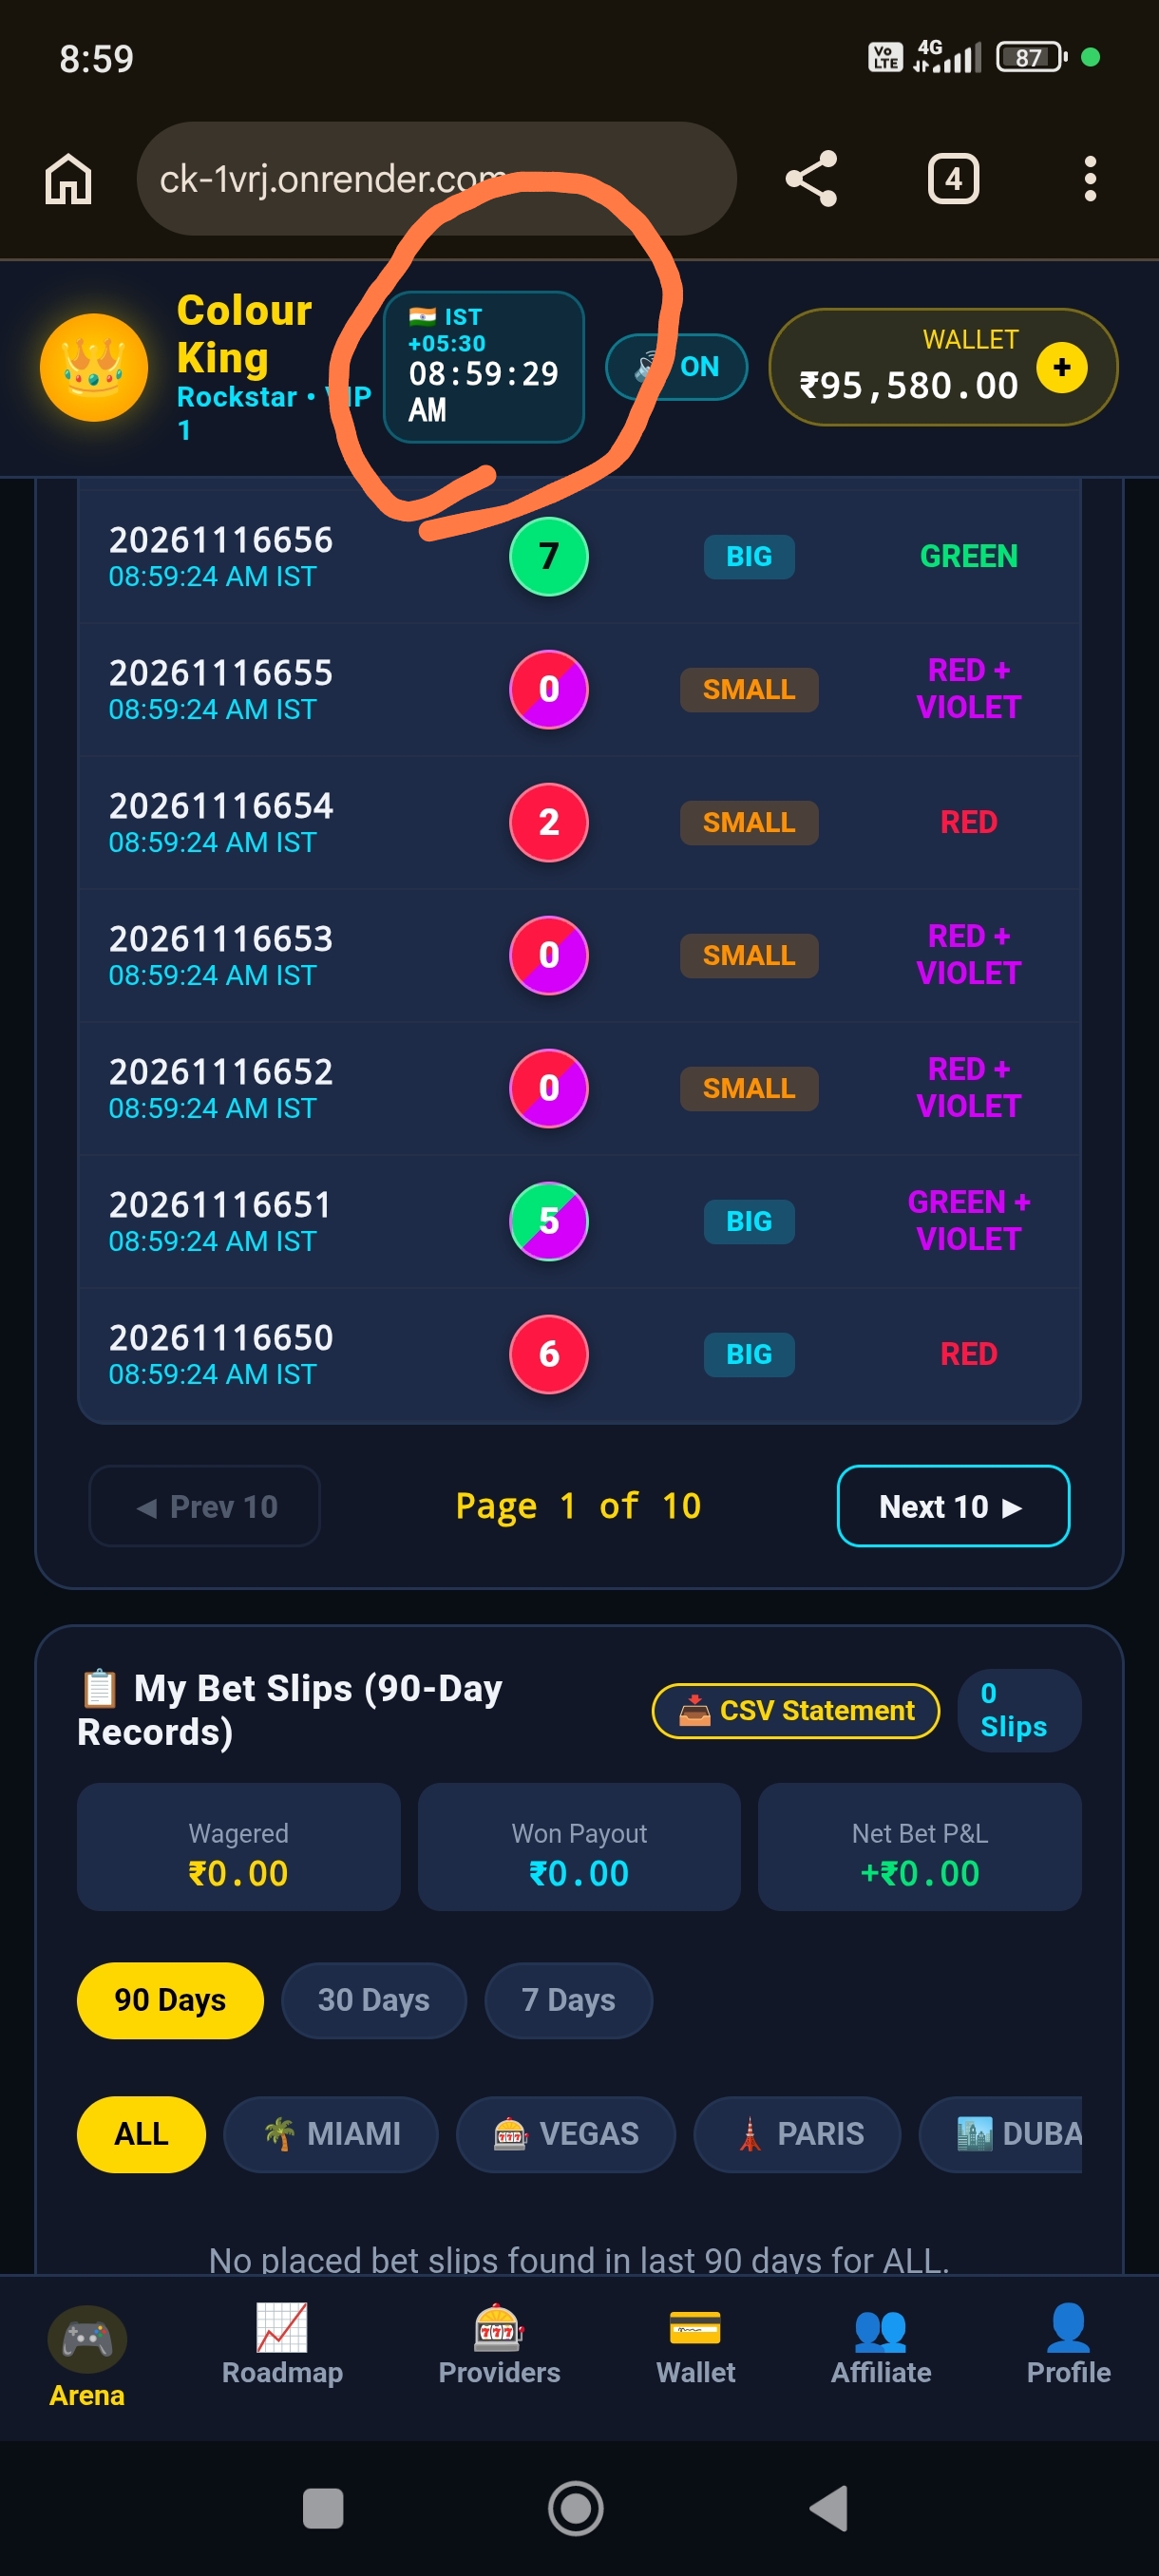 8:59
Vo LTE 4G 87
ck-1vrj.onrender.com
4
Colour
King
Rockstar • VIP
1
🇮🇳 IST
+05:30
08:59:29
AM
🔊 ON
WALLET
₹95,580.00
+
20261116656
08:59:24 AM IST
7
BIG
GREEN
20261116655
08:59:24 AM IST
0
SMALL
RED +
VIOLET
20261116654
08:59:24 AM IST
2
SMALL
RED
20261116653
08:59:24 AM IST
0
SMALL
RED +
VIOLET
20261116652
08:59:24 AM IST
0
SMALL
RED +
VIOLET
20261116651
08:59:24 AM IST
5
BIG
GREEN +
VIOLET
20261116650
08:59:24 AM IST
6
BIG
RED
◀ Prev 10
Page 1 of 10
Next 10 ▶
📋 My Bet Slips (90-Day
Records)
📥 CSV Statement
0
Slips
Wagered
₹0.00
Won Payout
₹0.00
Net Bet P&L
+₹0.00
90 Days
30 Days
7 Days
ALL
🌴 MIAMI
🎰 VEGAS
🗼 PARIS
🏙️ DUBA
No placed bet slips found in last 90 days for ALL.
Arena
Roadmap
Providers
Wallet
Affiliate
Profile